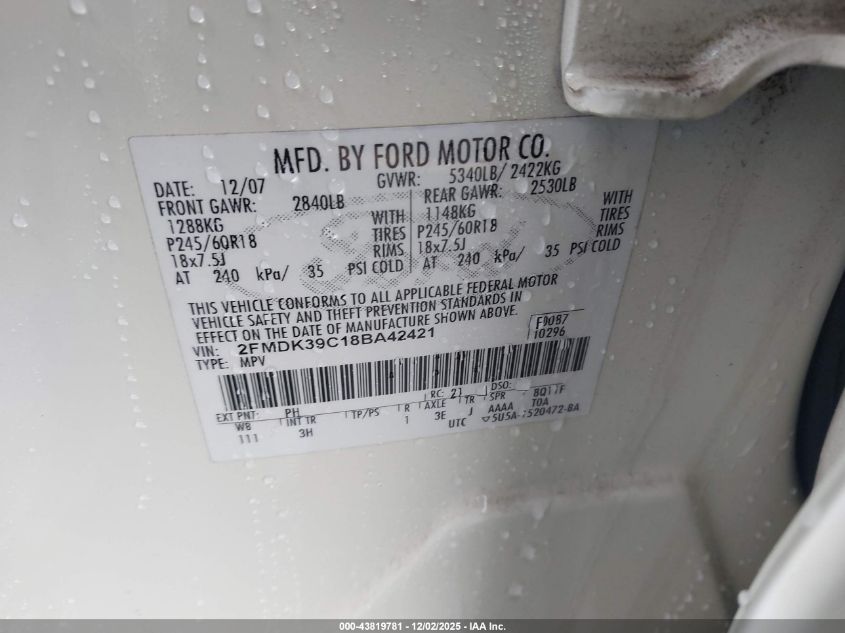 MFD. BY FORD MOTOR CO.
DATE: 12/07 GVWR: 5340LB/ 2422KG
FRONT GAWR: 2840LB REAR GAWR: 2530LB
1288KG WITH 1148KG WITH
P245/60R18 TIRES P245/60R18 TIRES
18x7.5J RIMS 18x7.5J RIMS
AT 240 kPa/ 35 PSI COLD AT 240 kPa/ 35 PSI COLD
THIS VEHICLE CONFORMS TO ALL APPLICABLE FEDERAL MOTOR
VEHICLE SAFETY AND THEFT PREVENTION STANDARDS IN
EFFECT ON THE DATE OF MANUFACTURE SHOWN ABOVE.
VIN: 2FMDK39C18BA42421 F9087
TYPE: MPV 10296
EXT PNT: PH RC: 21 DSO: 8Q11F
WB INT TR TP/PS R AXLE TR SPR T0A
111 3H 1 3E J AAAA
UTC 5U5A-1520472-BA
000-43819781 - 12/02/2025 - IAA Inc.